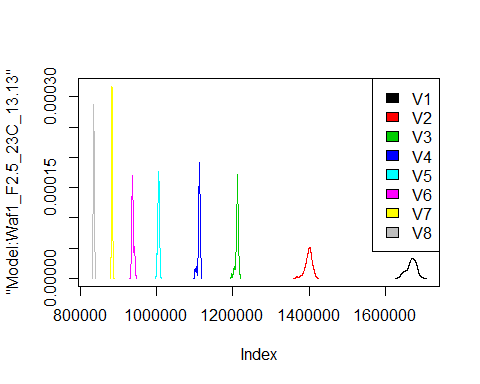 "Model:Waf1_F2.5_23C_13.13"
0.00030
0.00015
0.00000
V1
V2
V3
V4
V5
V6
V7
V8
800000 1000000 1200000 1400000 1600000
Index